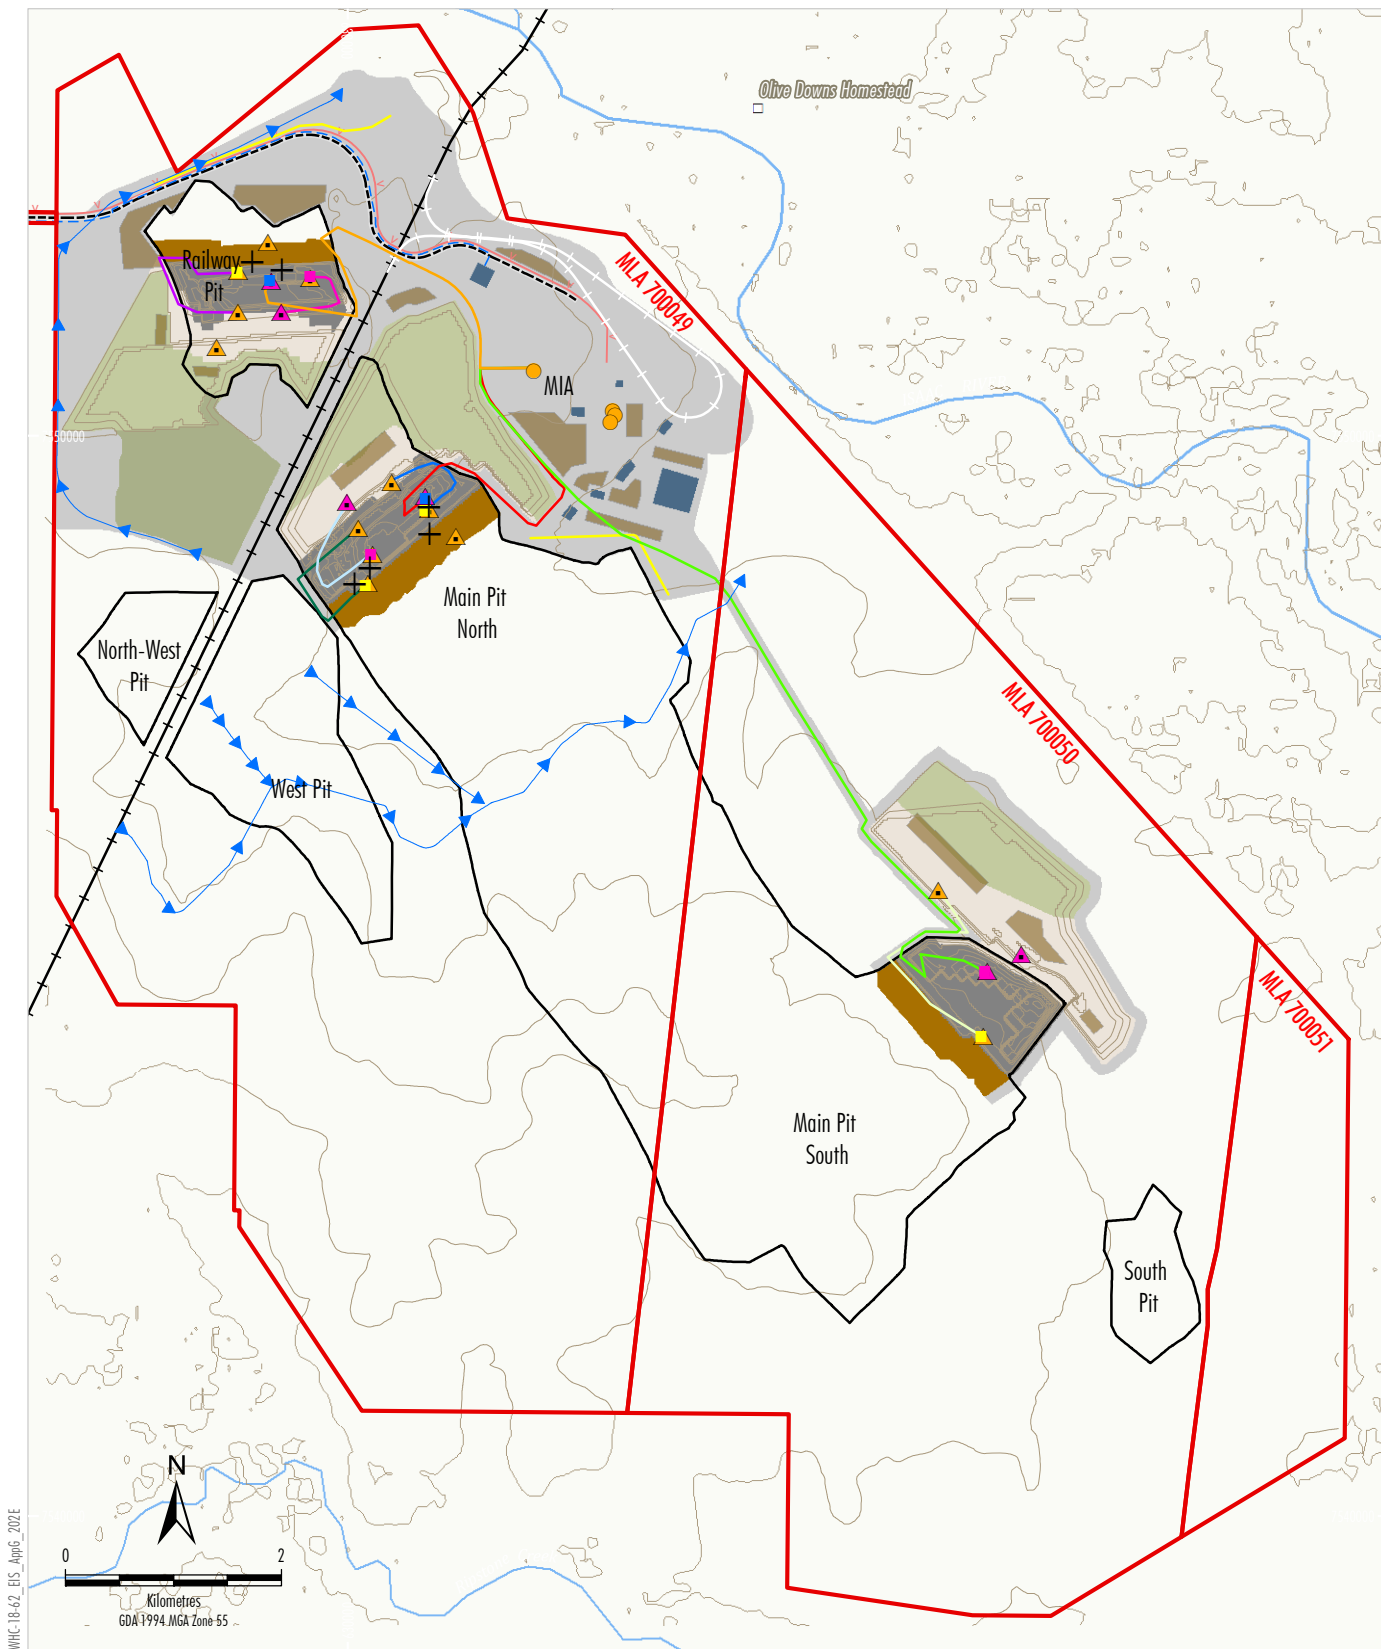 Olive Downs Homestead
MLA 700049
Railway
Pit
MIA
50000
Main Pit
North
North-West
Pit
MLA 700050
West Pit
MLA 700051
Main Pit
South
South
Pit
N
0 2
Kilometres
GDA 1994 MGA Zone 55
WHC-18-62_EIS_AppG_202E